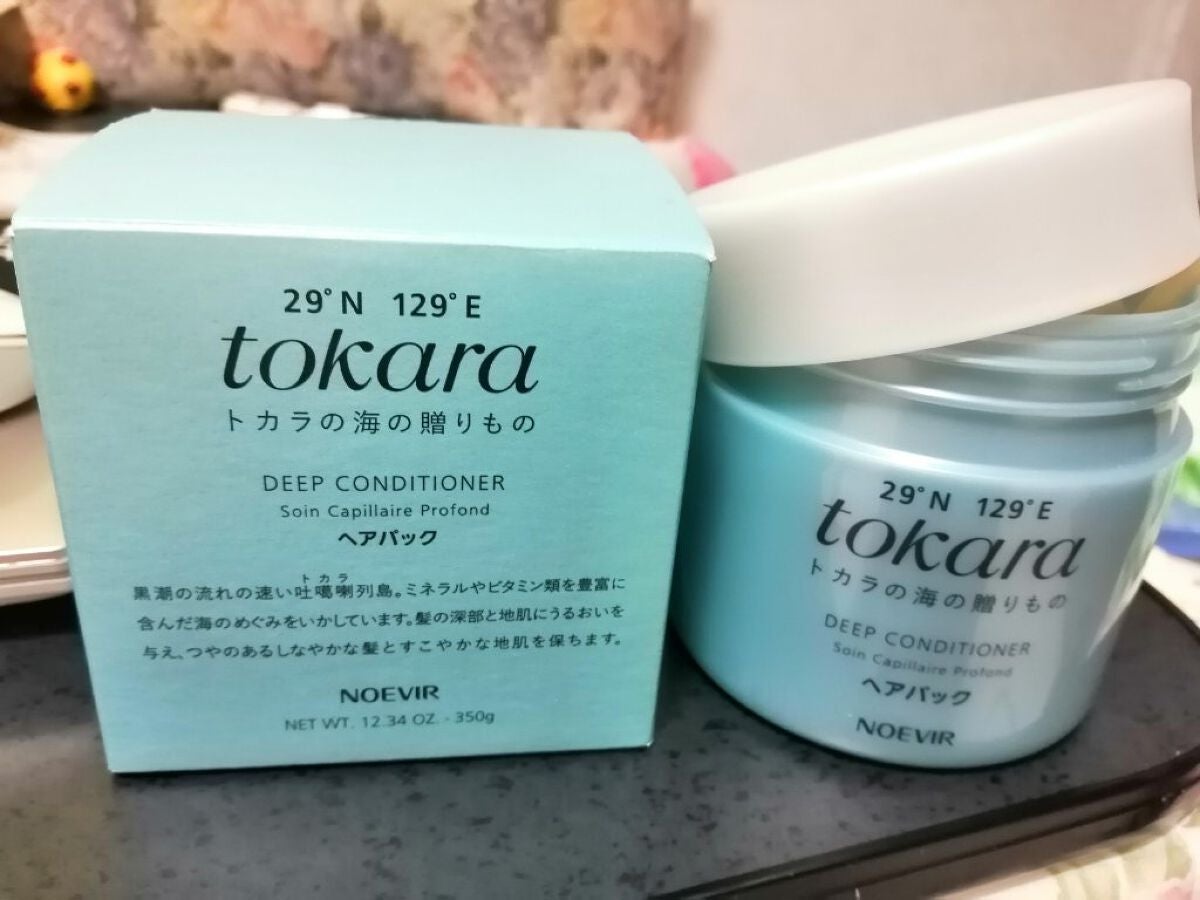 29°N 129°E
tokara
トカラの海の贈りもの
DEEP CONDITIONER
Soin Capillaire Profond
ヘアパック
トカラ
黒潮の流れの速い吐噶喇列島。ミネラルやビタミン類を豊富に
含んだ海のめぐみをいかしています。髪の深部と地肌にうるおいを
与え、つやのあるしなやかな髪とすこやかな地肌を保ちます。
NOEVIR
NET WT. 12.34 OZ. - 350g
29°N 129°E
tokara
トカラの海の贈りもの
DEEP CONDITIONER
Soin Capillaire Profond
ヘアパック
NOEVIR